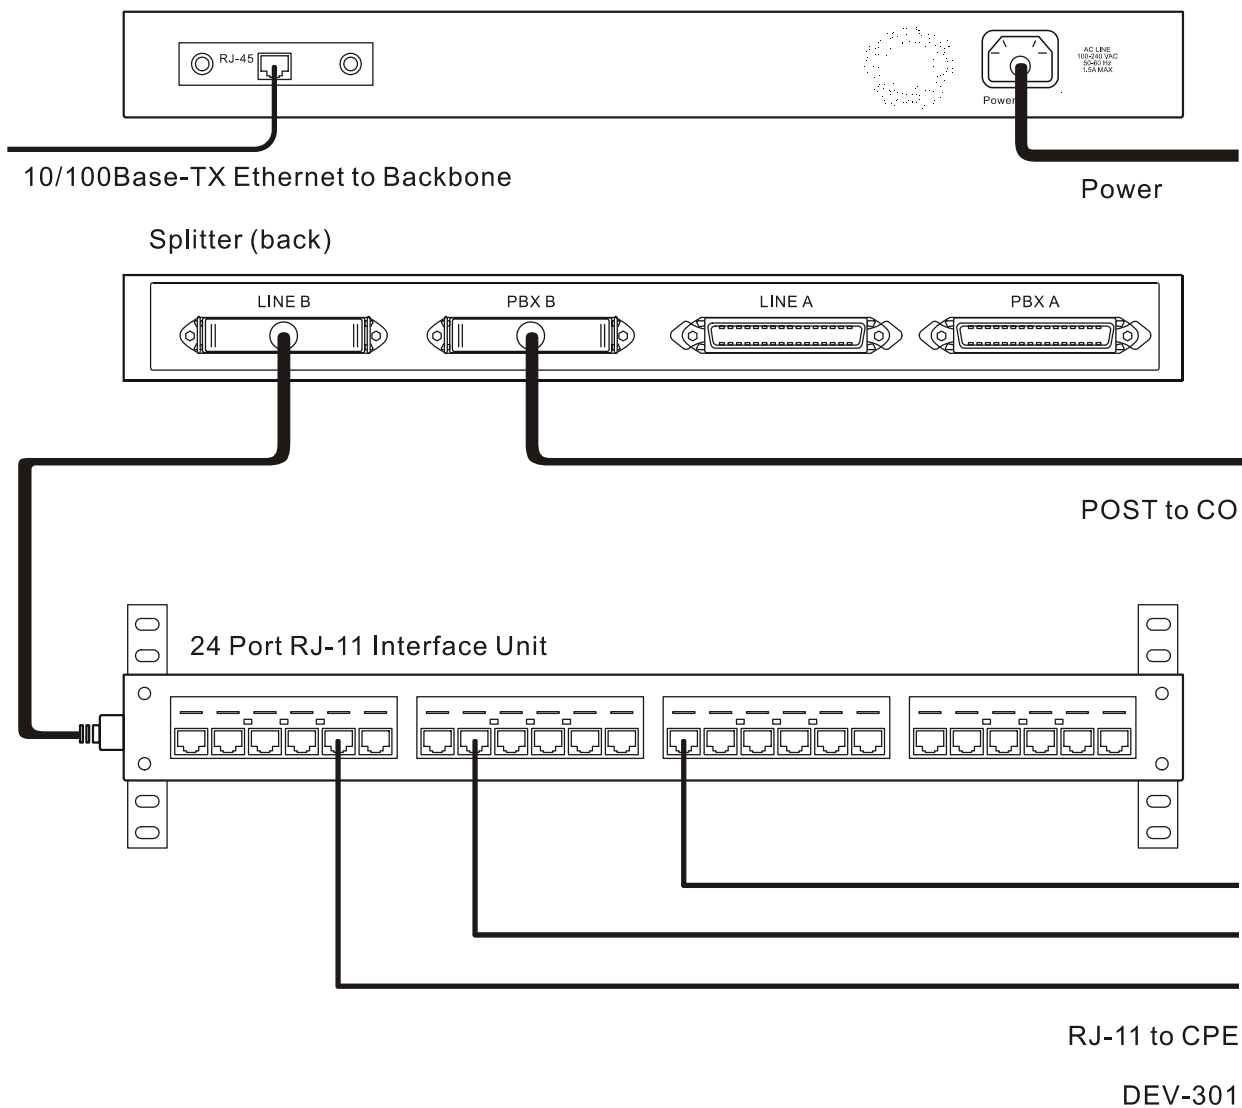 RJ-45
AC LINE
100-240 VAC
50-60 Hz
1.5A MAX
Power
10/100Base-TX Ethernet to Backbone
Power
Splitter (back)
LINE B
PBX B
LINE A
PBX A
POST to CO
24 Port RJ-11 Interface Unit
RJ-11 to CPE
DEV-301